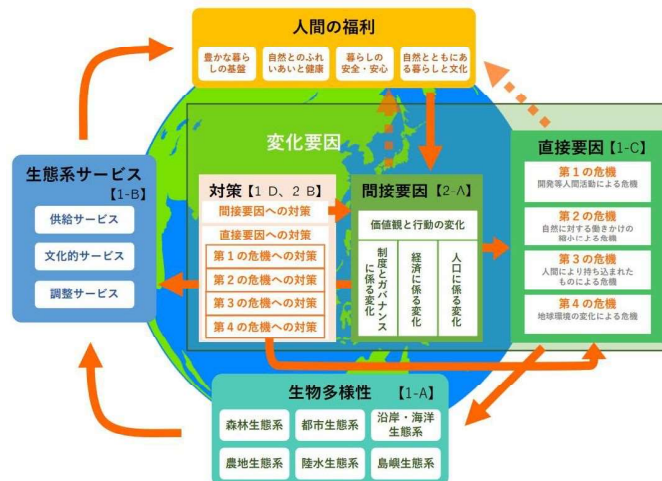 人間の福利
豊かな暮ら
しの基盤
自然とのふれ
いあいと健康
暮らしの
安全・安心
自然とともにあ
る暮らしと文化
変化要因
生態系サービス
【1-B】
供給サービス
文化的サービス
調整サービス
対策【1 D、2 B】
間接要因への対策
直接要因への対策
第１の危機への対策
第２の危機への対策
第３の危機への対策
第４の危機への対策
間接要因【2-A】
価値観と行動の変化
制度とガバナンス
に係る変化
経済に係る変化
人口に係る変化
直接要因【1-C】
第１の危機
開発等人間活動による危機
第２の危機
自然に対する働きかけの
縮小による危機
第３の危機
人間により持ち込まれた
ものによる危機
第４の危機
地球環境の変化による危機
生物多様性【1-A】
森林生態系
都市生態系
沿岸・海洋
生態系
農地生態系
陸水生態系
島嶼生態系